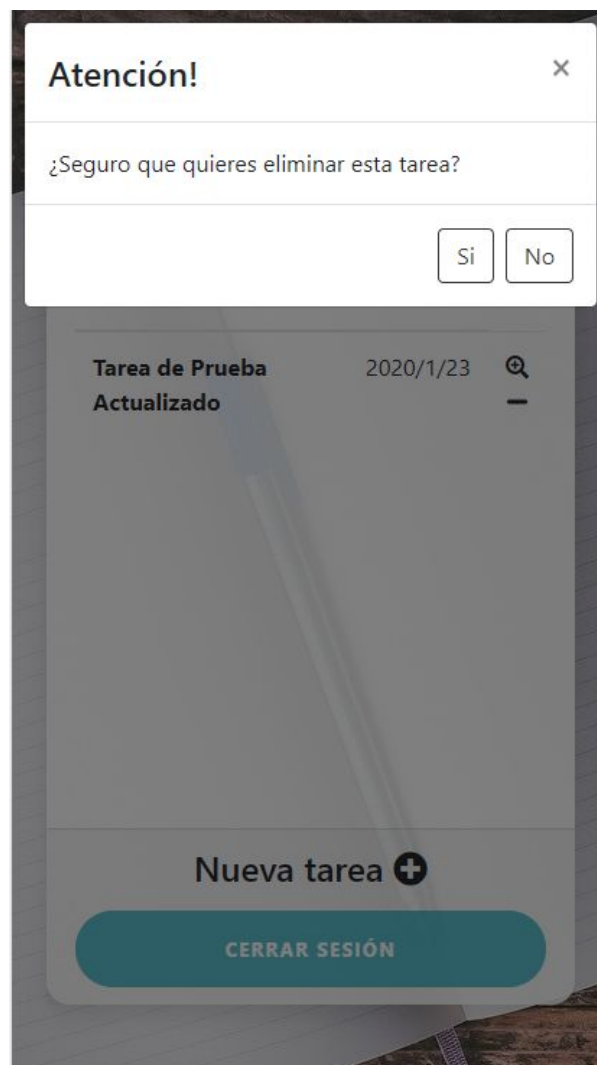 Atención!
×
¿Seguro que quieres eliminar esta tarea?
Si No
Tarea de Prueba 2020/1/23
Actualizado
Nueva tarea
CERRAR SESIÓN